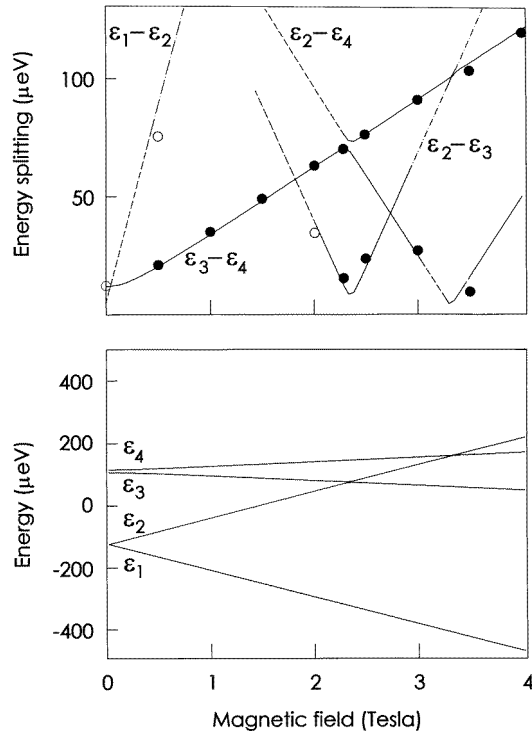 ε₁−ε₂
ε₂−ε₄
100
Energy splitting (μeV)
ε₂−ε₃
50
ε₃−ε₄
400
200
ε₄
ε₃
Energy (μeV)
0
ε₂
ε₁
-200
-400
0 1 2 3 4
Magnetic field (Tesla)